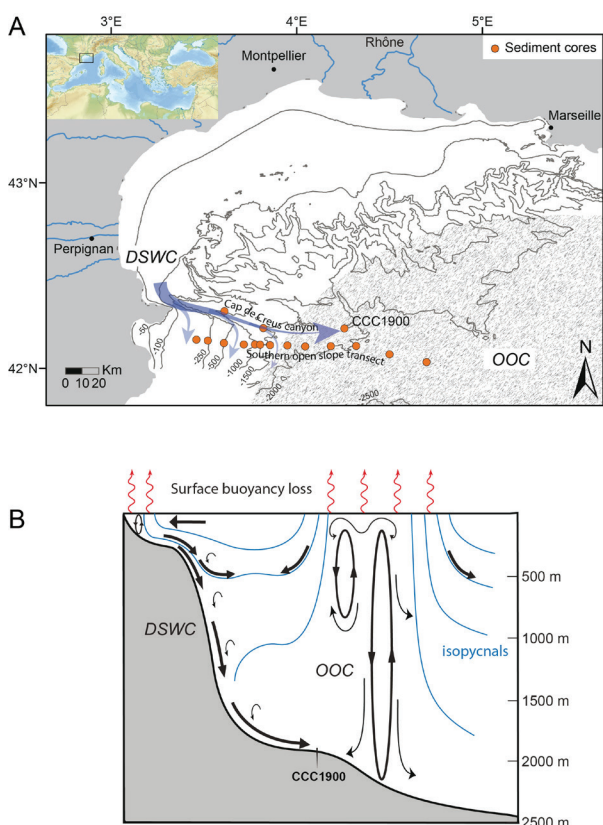 A
3°E
4°E
5°E
Sediment cores
Montpellier
Rhône
Marseille
43°N
Perpignan
DSWC
Cap de Creus canyon
CCC1900
-50
-100
-250
-500
-1000
-1500
-2000
-2500
Southern open slope transect
OOC
42°N
Km
0 10 20
N
B
Surface buoyancy loss
500 m
DSWC
1000 m
isopycnals
OOC
1500 m
2000 m
CCC1900
2500 m